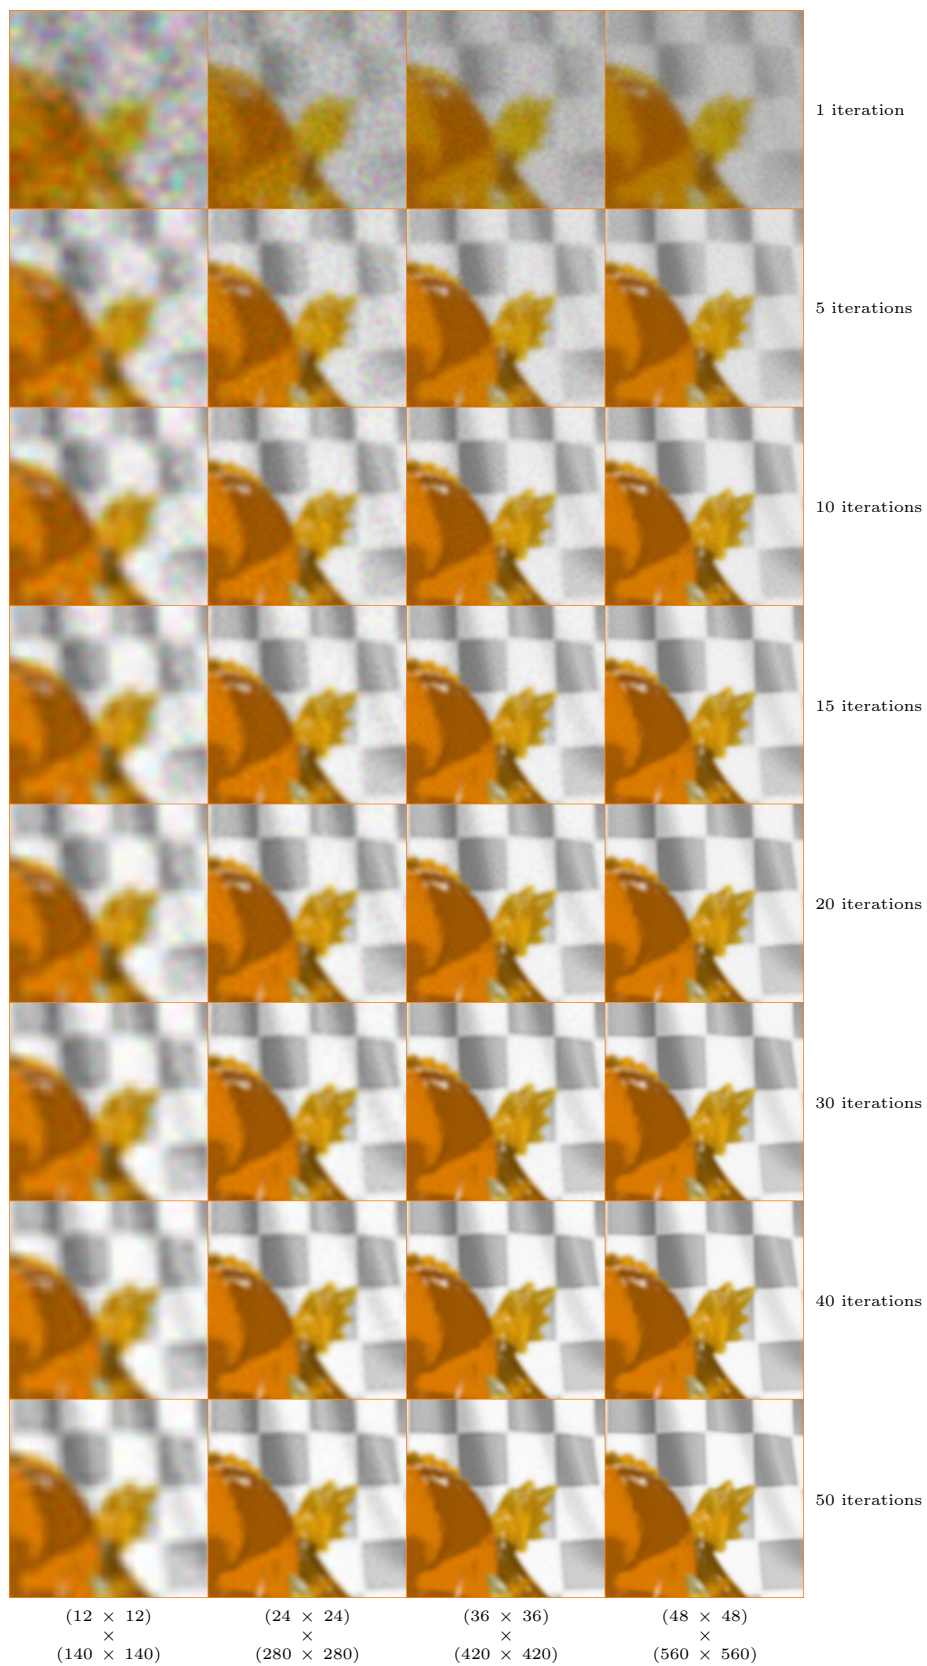 1 iteration
5 iterations
10 iterations
15 iterations
20 iterations
30 iterations
40 iterations
50 iterations
(12 × 12) (24 × 24) (36 × 36) (48 × 48)
× × × ×
(140 × 140) (280 × 280) (420 × 420) (560 × 560)